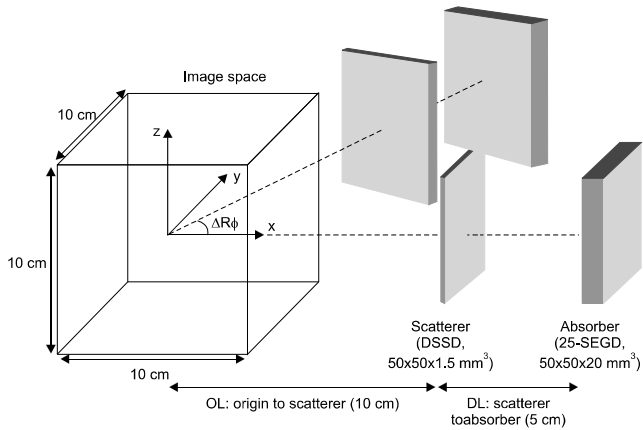 Image space
10 cm
z
y
x
ΔRϕ
10 cm
10 cm
Scatterer
(DSSD,
50x50x1.5 mm³)
Absorber
(25-SEGD,
50x50x20 mm³)
OL: origin to scatterer (10 cm)
DL: scatterer
toabsorber (5 cm)